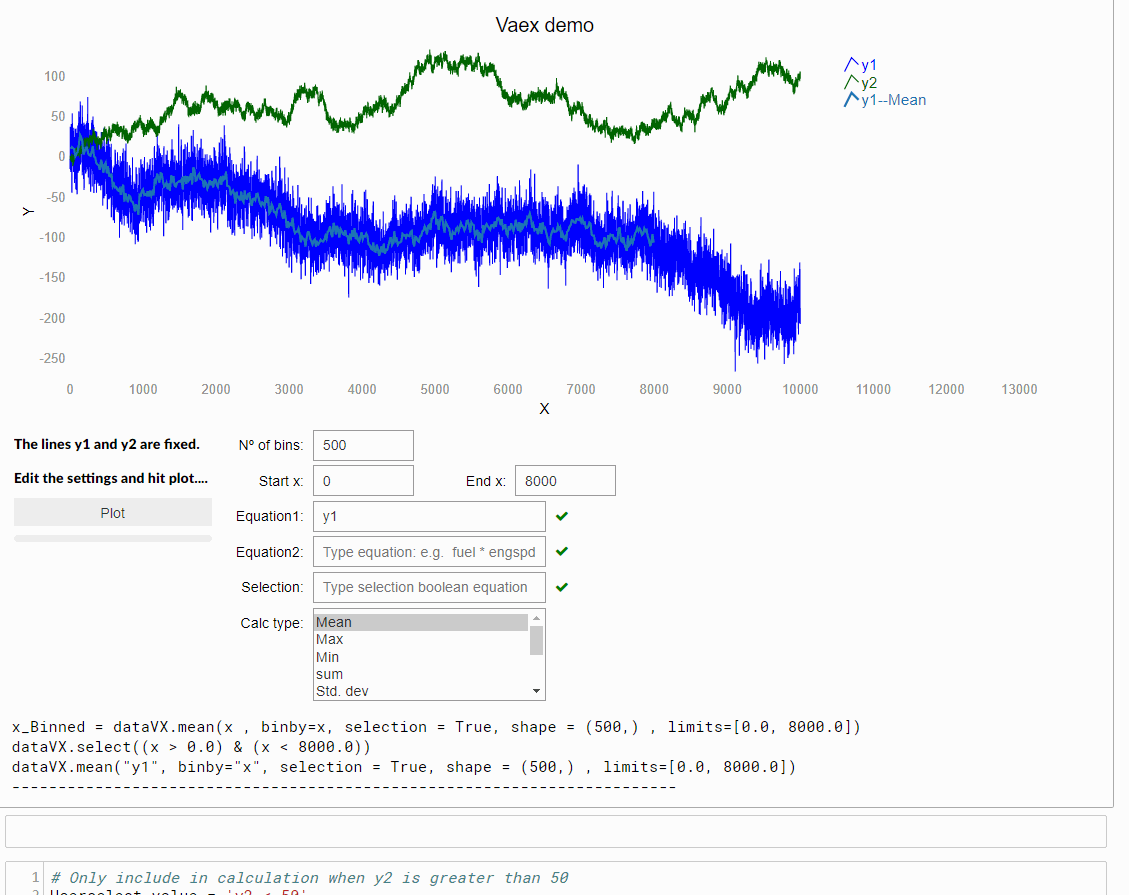 Vaex demo
y1
y2
y1--Mean
100
50
0
-50
-100
-150
-200
-250
Y
0 1000 2000 3000 4000 5000 6000 7000 8000 9000 10000 11000 12000 13000
X
The lines y1 and y2 are fixed.
Edit the settings and hit plot....
Plot
Nº of bins: 500
Start x: 0 End x: 8000
Equation1: y1
Equation2: Type equation: e.g. fuel * engspd
Selection: Type selection boolean equation
Calc type: Mean
Max
Min
sum
Std. dev
x_Binned = dataVX.mean(x , binby=x, selection = True, shape = (500,) , limits=[0.0, 8000.0])
dataVX.select((x > 0.0) & (x < 8000.0))
dataVX.mean("y1", binby="x", selection = True, shape = (500,) , limits=[0.0, 8000.0])
------------------------------------------------------------------------
1 # Only include in calculation when y2 is greater than 50